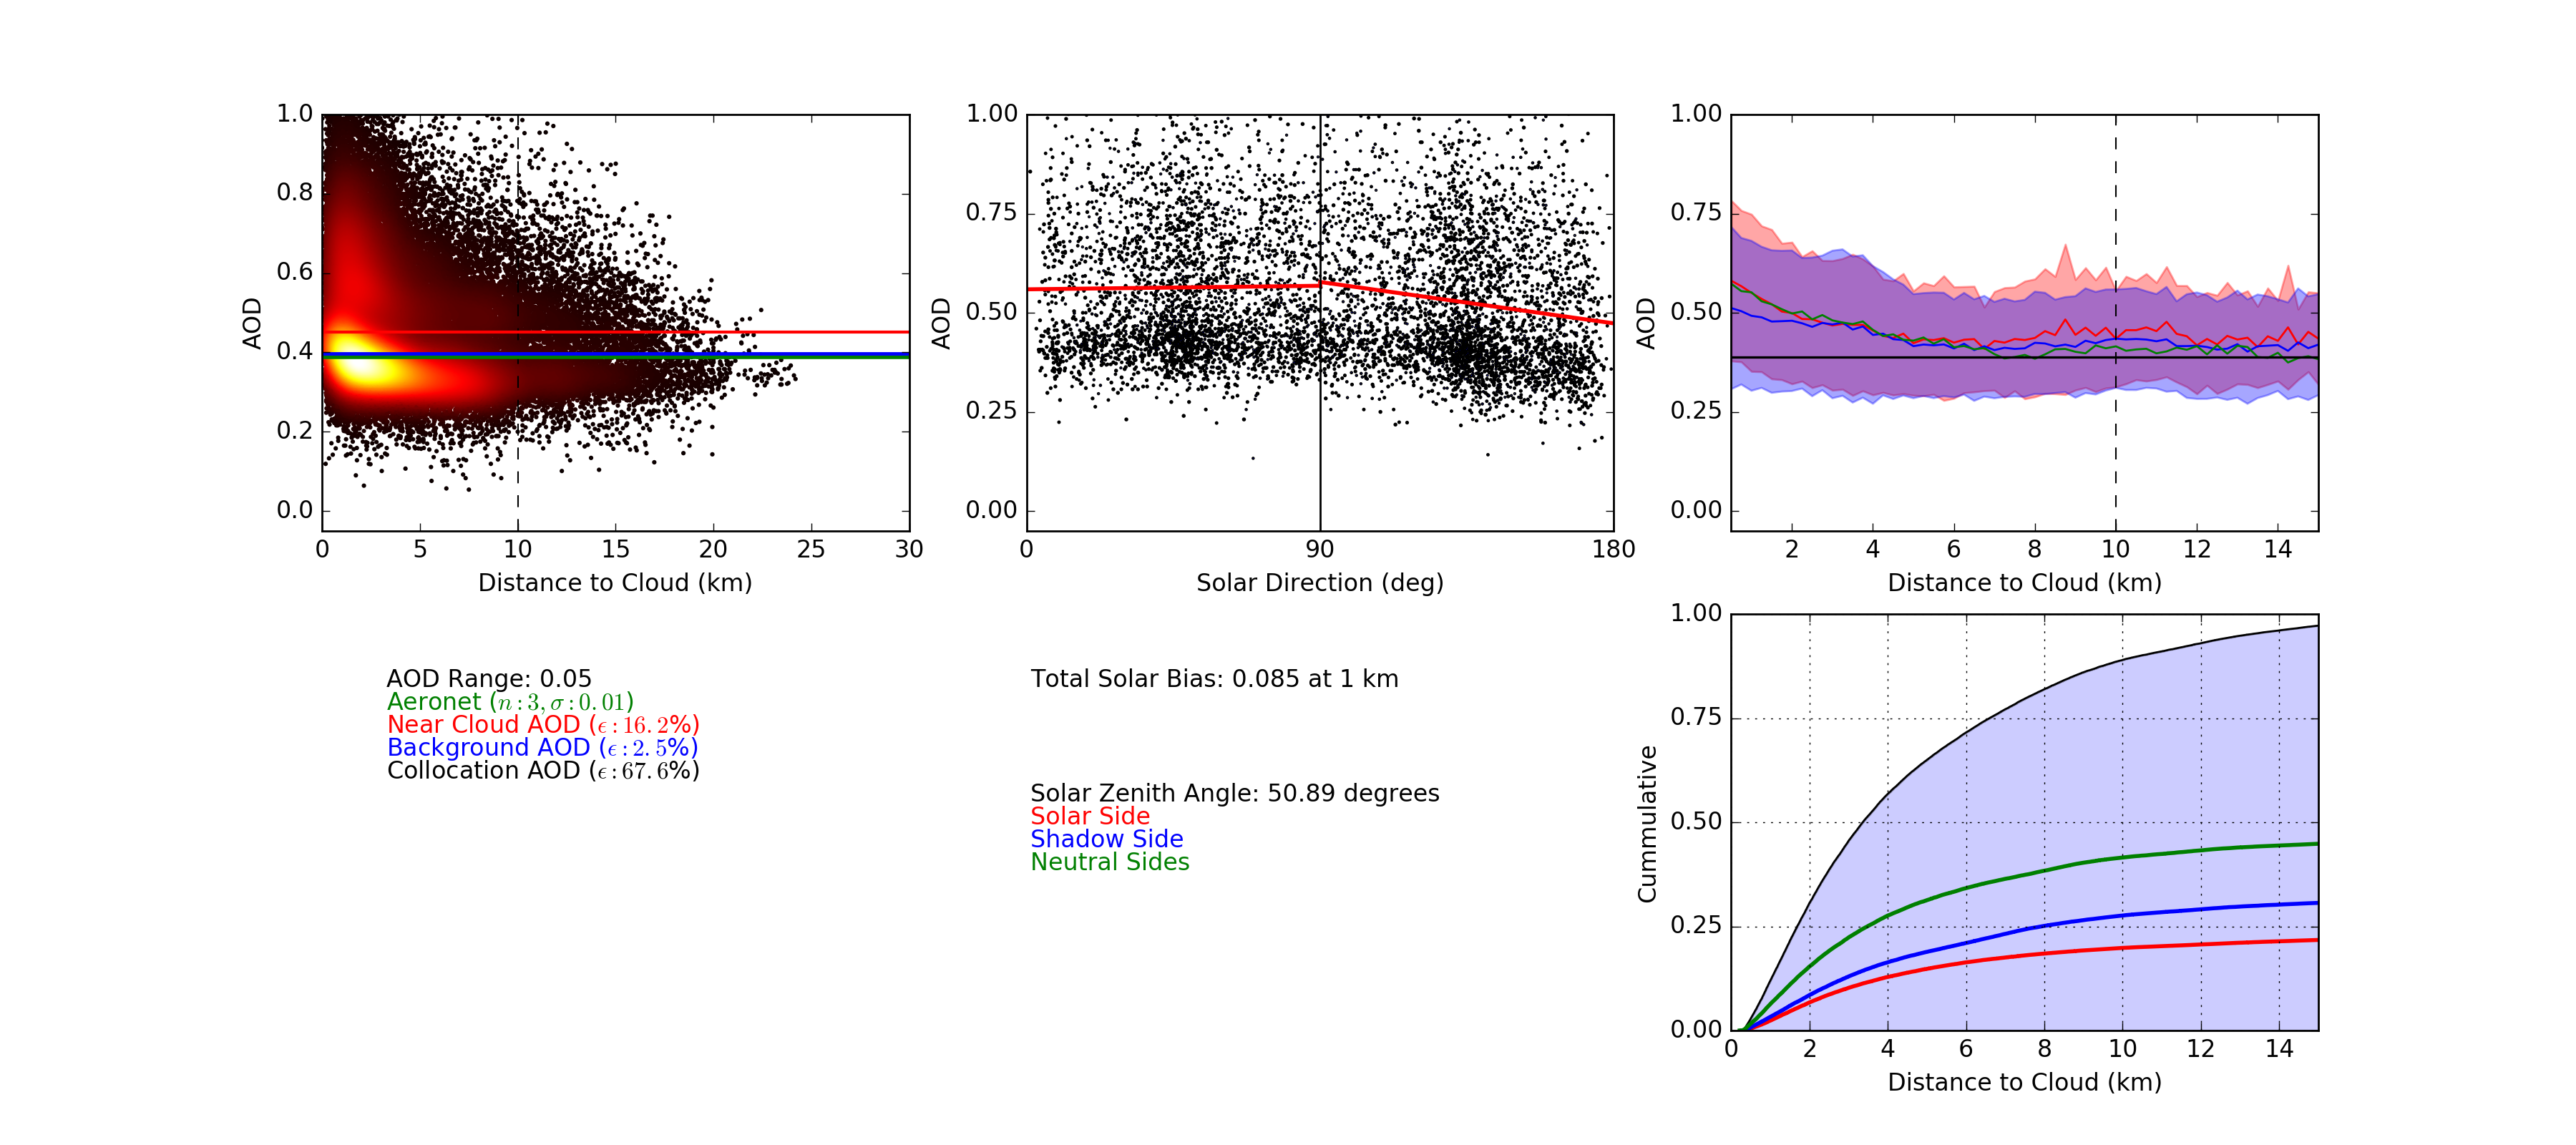 1.0
0.8
0.6
0.4
0.2
0.0
AOD
0 5 10 15 20 25 30
Distance to Cloud (km)
1.00
0.75
0.50
0.25
0.00
AOD
0 90 180
Solar Direction (deg)
1.00
0.75
0.50
0.25
0.00
AOD
2 4 6 8 10 12 14
Distance to Cloud (km)
AOD Range: 0.05
Aeronet (n:3,σ:0.01)
Near Cloud AOD (ϵ:16.2%)
Background AOD (ϵ:2.5%)
Collocation AOD (ϵ:67.6%)
Total Solar Bias: 0.085 at 1 km
Solar Zenith Angle: 50.89 degrees
Solar Side
Shadow Side
Neutral Sides
1.00
0.75
0.50
0.25
0.00
Cummulative
0 2 4 6 8 10 12 14
Distance to Cloud (km)